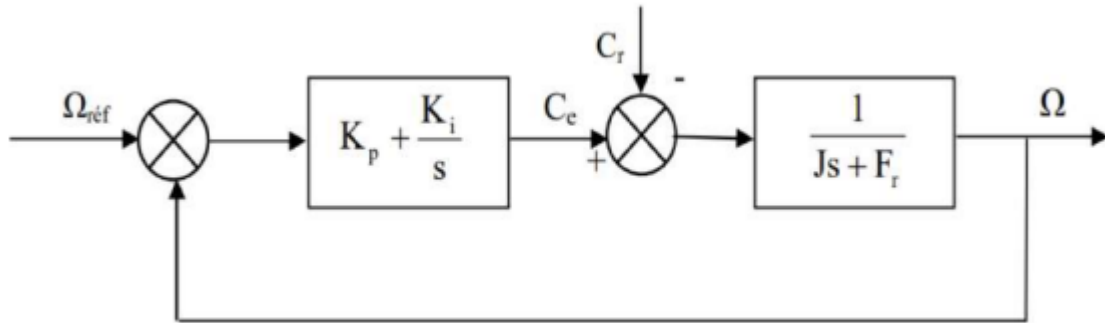 Ω_réf
K_p + K_i/s
C_e
+
C_r
-
1/(Js + F_r)
Ω